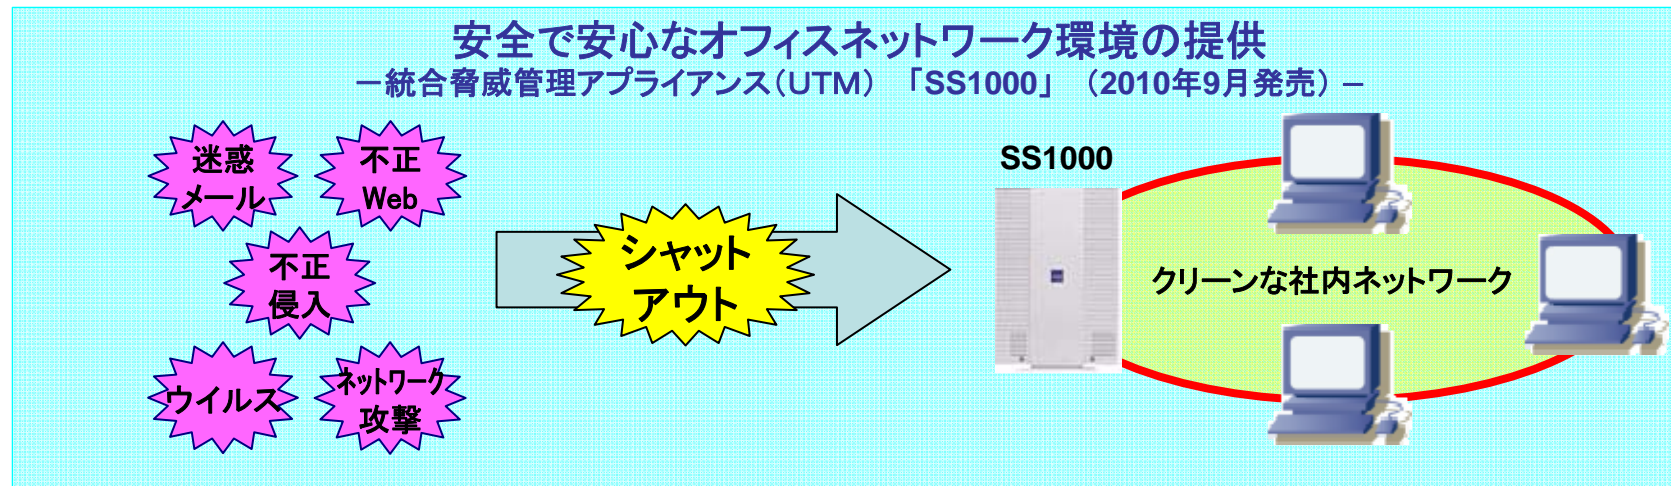 安全で安心なオフィスネットワーク環境の提供
－統合脅威管理アプライアンス（UTM） 「SS1000」 （2010年9月発売）－
迷惑
メール
不正
Web
不正
侵入
ウイルス
ネットワーク
攻撃
シャット
アウト
SS1000
クリーンな社内ネットワーク